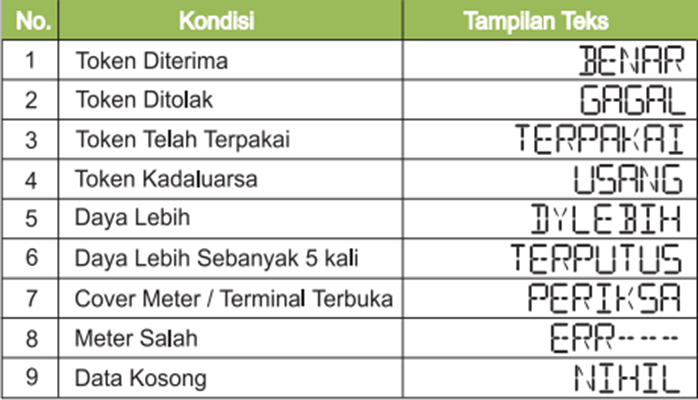 No. Kondisi Tampilan Teks
1 Token Diterima BENAR
2 Token Ditolak GAGAL
3 Token Telah Terpakai TERPAKAI
4 Token Kadaluarsa USANG
5 Daya Lebih DYLEBIH
6 Daya Lebih Sebanyak 5 kali TERPUTUS
7 Cover Meter / Terminal Terbuka PERIKSA
8 Meter Salah ERR----
9 Data Kosong NIHIL